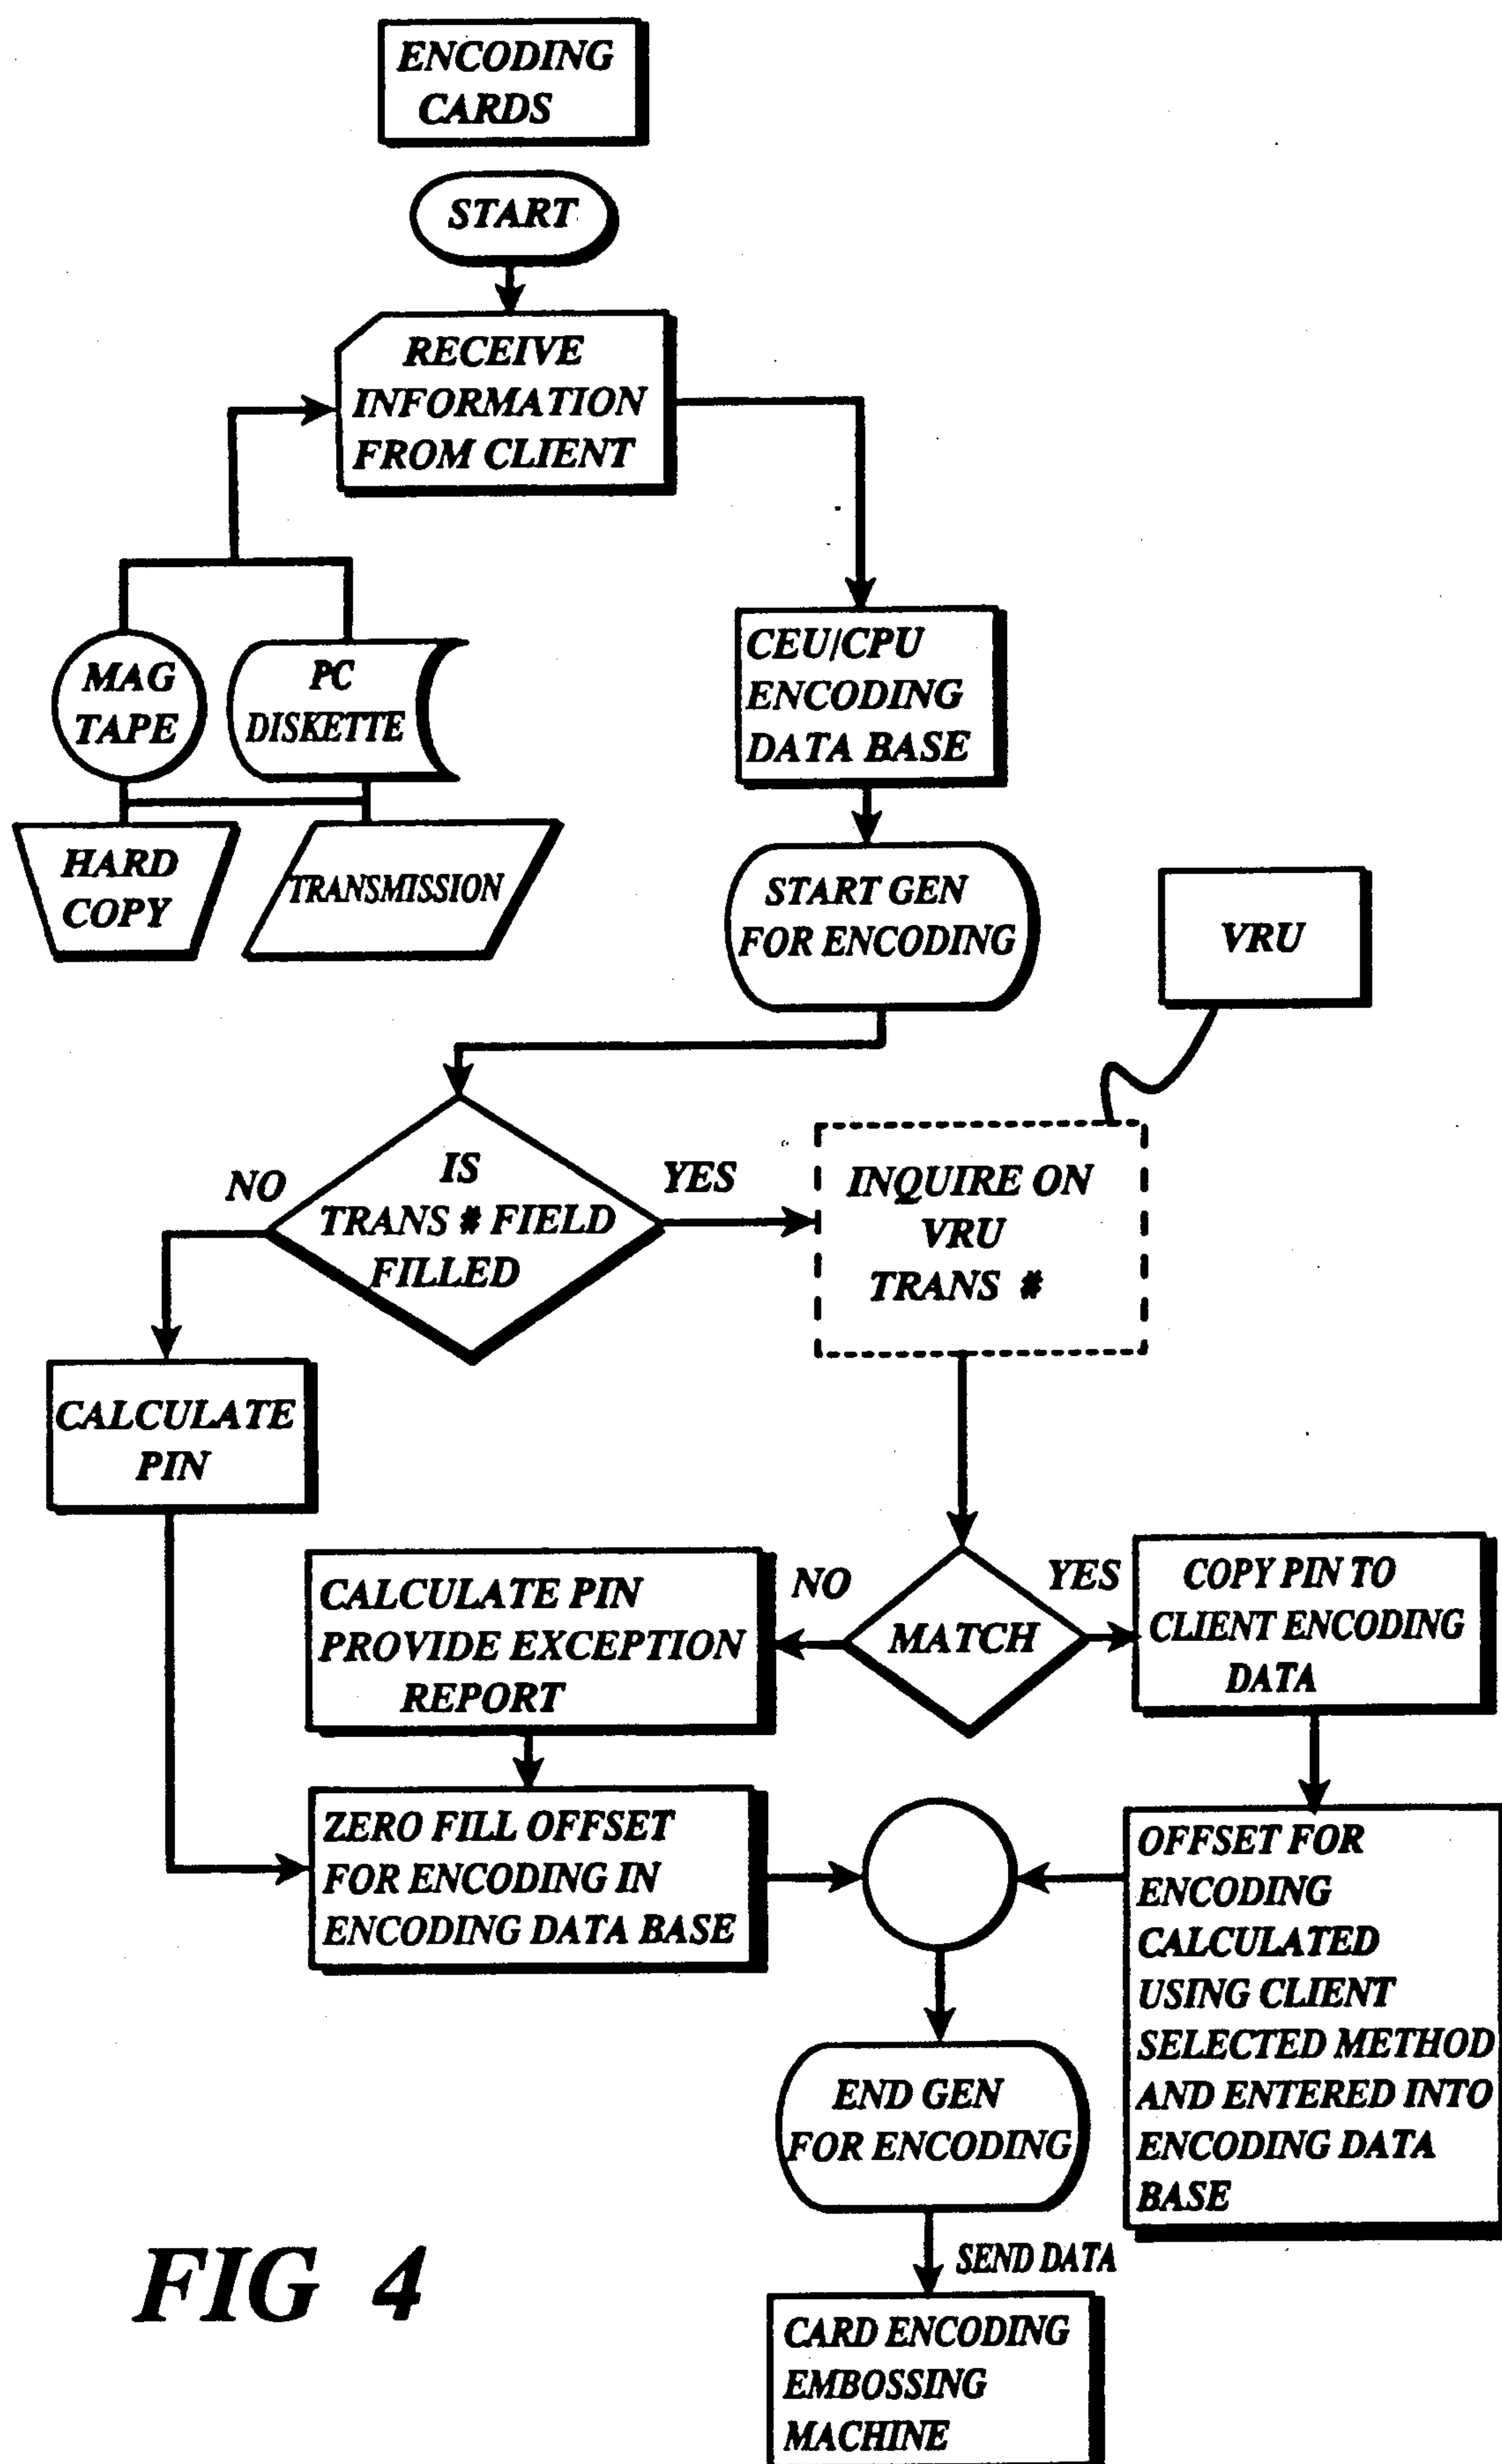 ENCODING
CARDS
START
RECEIVE
INFORMATION
FROM CLIENT
MAG
TAPE
PC
DISKETTE
HARD
COPY
TRANSMISSION
CEU/CPU
ENCODING
DATA BASE
START GEN
FOR ENCODING
VRU
IS
TRANS # FIELD
FILLED
NO
YES
INQUIRE ON
VRU
TRANS #
CALCULATE
PIN
MATCH
NO
YES
CALCULATE PIN
PROVIDE EXCEPTION
REPORT
COPY PIN TO
CLIENT ENCODING
DATA
ZERO FILL OFFSET
FOR ENCODING IN
ENCODING DATA BASE
OFFSET FOR
ENCODING
CALCULATED
USING CLIENT
SELECTED METHOD
AND ENTERED INTO
ENCODING DATA
BASE
END GEN
FOR ENCODING
SEND DATA
CARD ENCODING
EMBOSSING
MACHINE
FIG 4